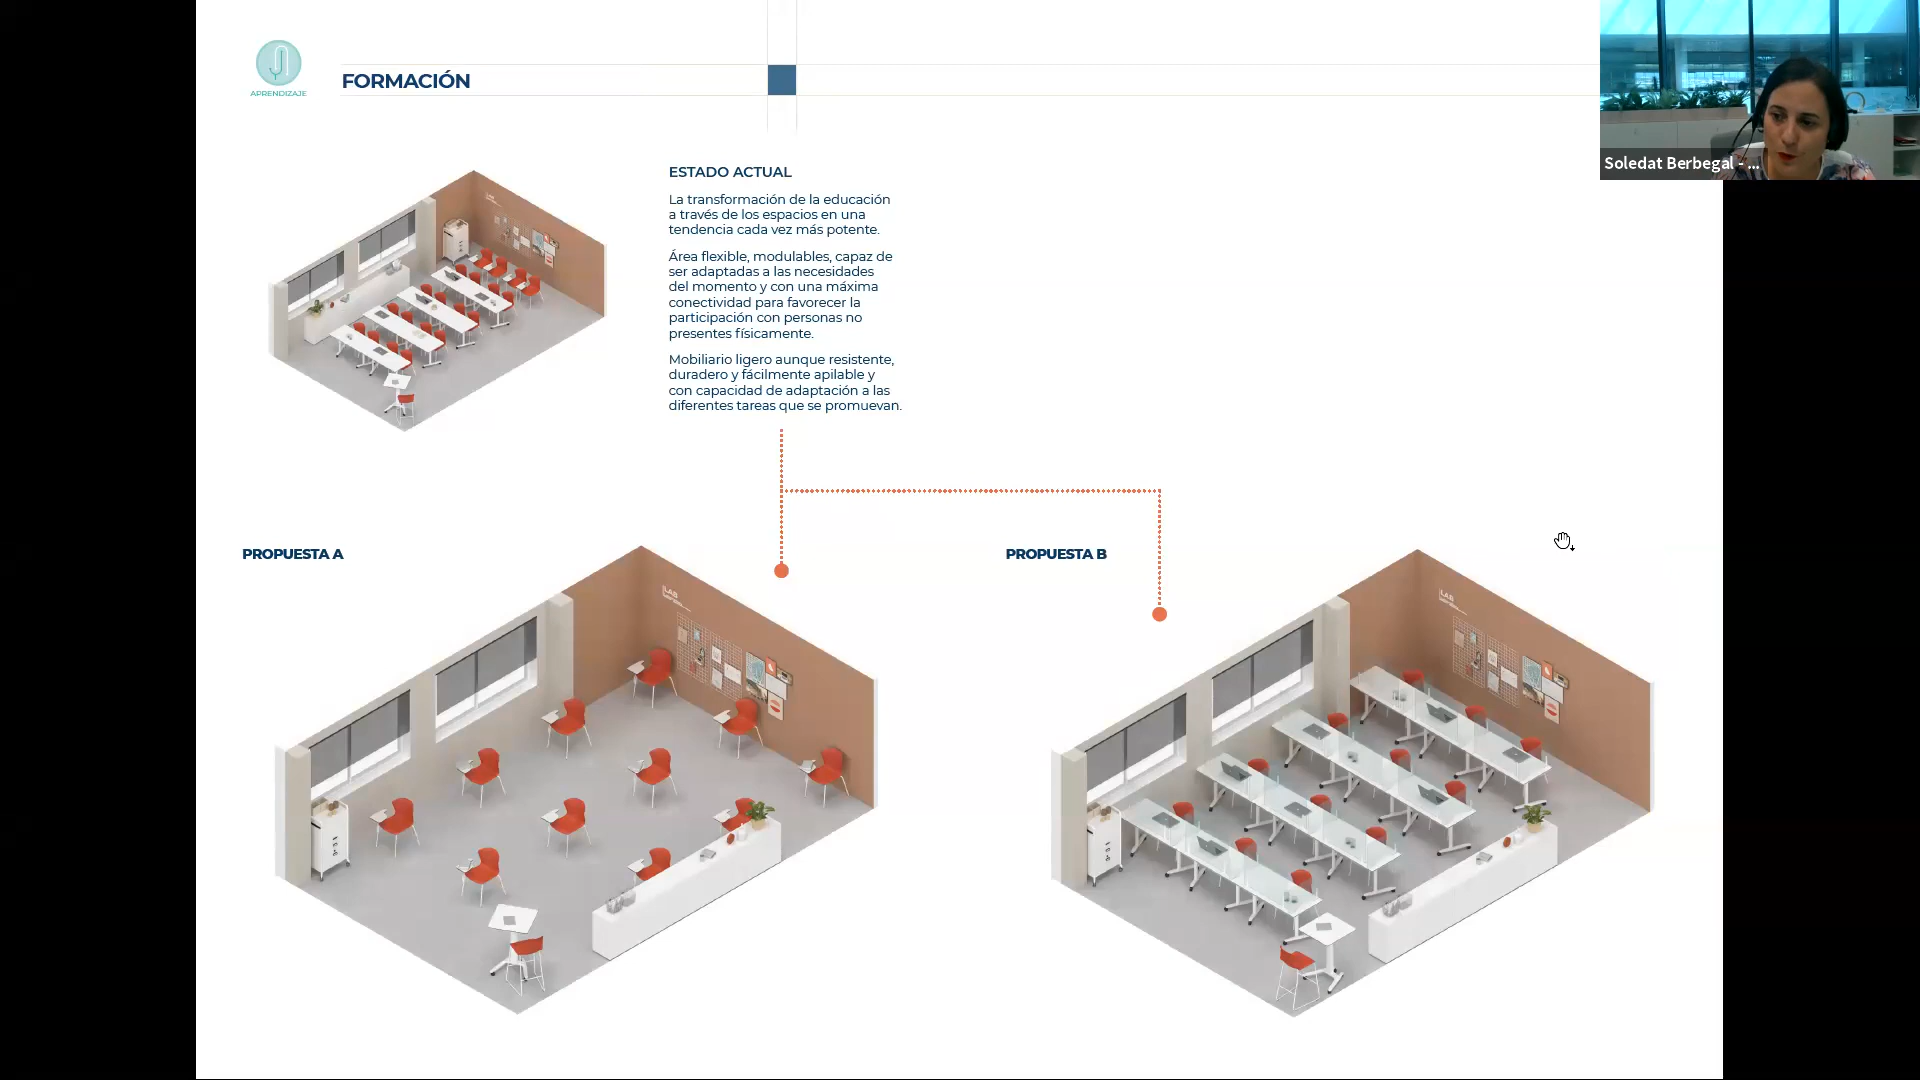 APRENDIZAJE
FORMACIÓN
Soledat Berbegal - ...
ESTADO ACTUAL
La transformación de la educación
a través de los espacios en una
tendencia cada vez más potente.
Área flexible, modulables, capaz de
ser adaptadas a las necesidades
del momento y con una máxima
conectividad para favorecer la
participación con personas no
presentes físicamente.
Mobiliario ligero aunque resistente,
duradero y fácilmente apilable y
con capacidad de adaptación a las
diferentes tareas que se promuevan.
PROPUESTA A
PROPUESTA B
LAB
LAB